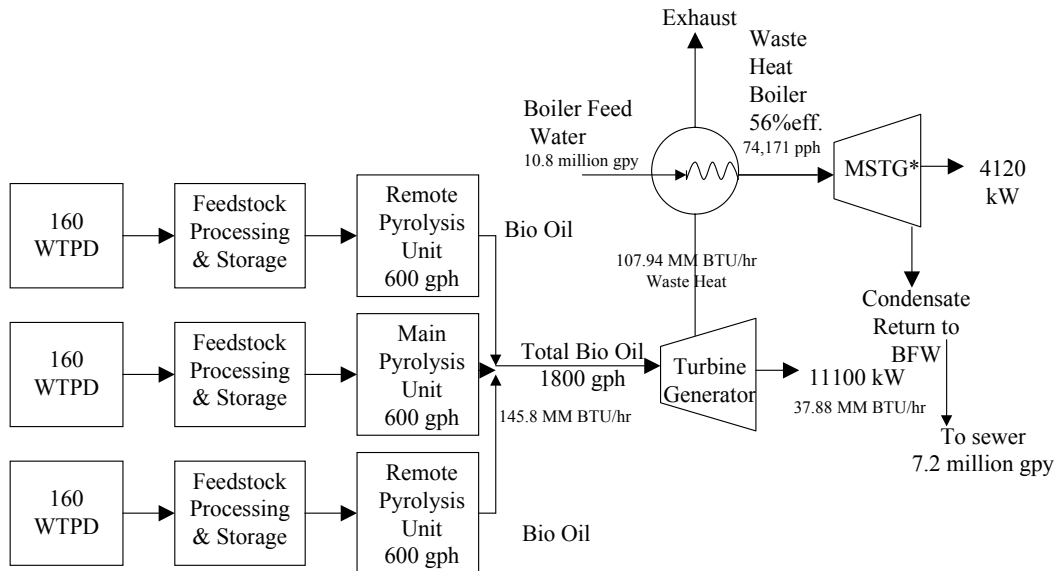 Exhaust
Waste
Heat
Boiler
56%eff.
74,171 pph
Boiler Feed
Water
10.8 million gpy
MSTG*
4120
kW
160
WTPD
Feedstock
Processing
& Storage
Remote
Pyrolysis
Unit
600 gph
Bio Oil
107.94 MM BTU/hr
Waste Heat
Condensate
Return to
BFW
160
WTPD
Feedstock
Processing
& Storage
Main
Pyrolysis
Unit
600 gph
Total Bio Oil
1800 gph
145.8 MM BTU/hr
Turbine
Generator
11100 kW
37.88 MM BTU/hr
To sewer
7.2 million gpy
160
WTPD
Feedstock
Processing
& Storage
Remote
Pyrolysis
Unit
600 gph
Bio Oil